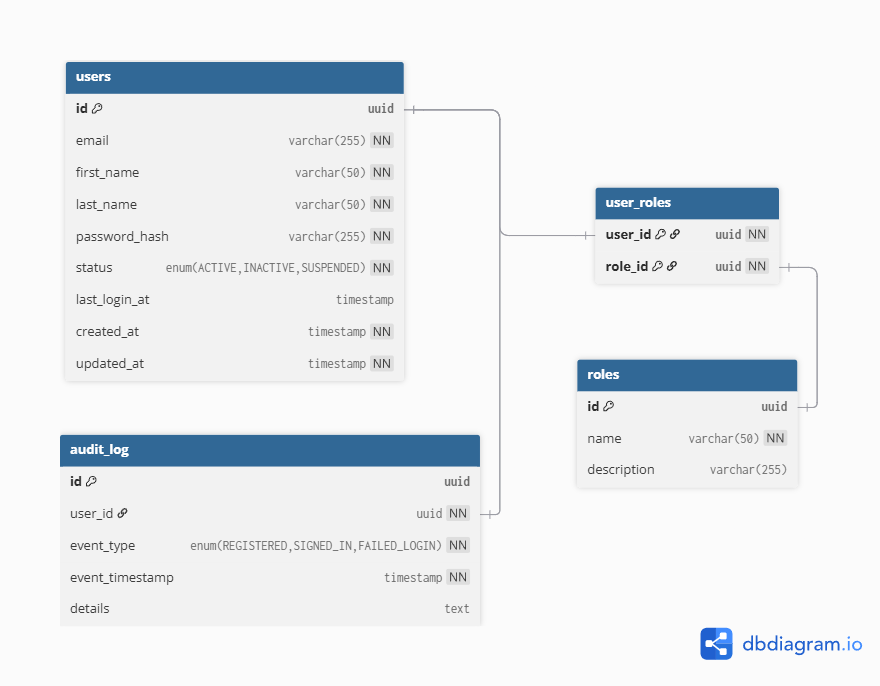 users
id uuid
email varchar(255) NN
first_name varchar(50) NN
last_name varchar(50) NN
password_hash varchar(255) NN
status enum(ACTIVE,INACTIVE,SUSPENDED) NN
last_login_at timestamp
created_at timestamp NN
updated_at timestamp NN
user_roles
user_id uuid NN
role_id uuid NN
roles
id uuid
name varchar(50) NN
description varchar(255)
audit_log
id uuid
user_id uuid NN
event_type enum(REGISTERED,SIGNED_IN,FAILED_LOGIN) NN
event_timestamp timestamp NN
details text
dbdiagram.io